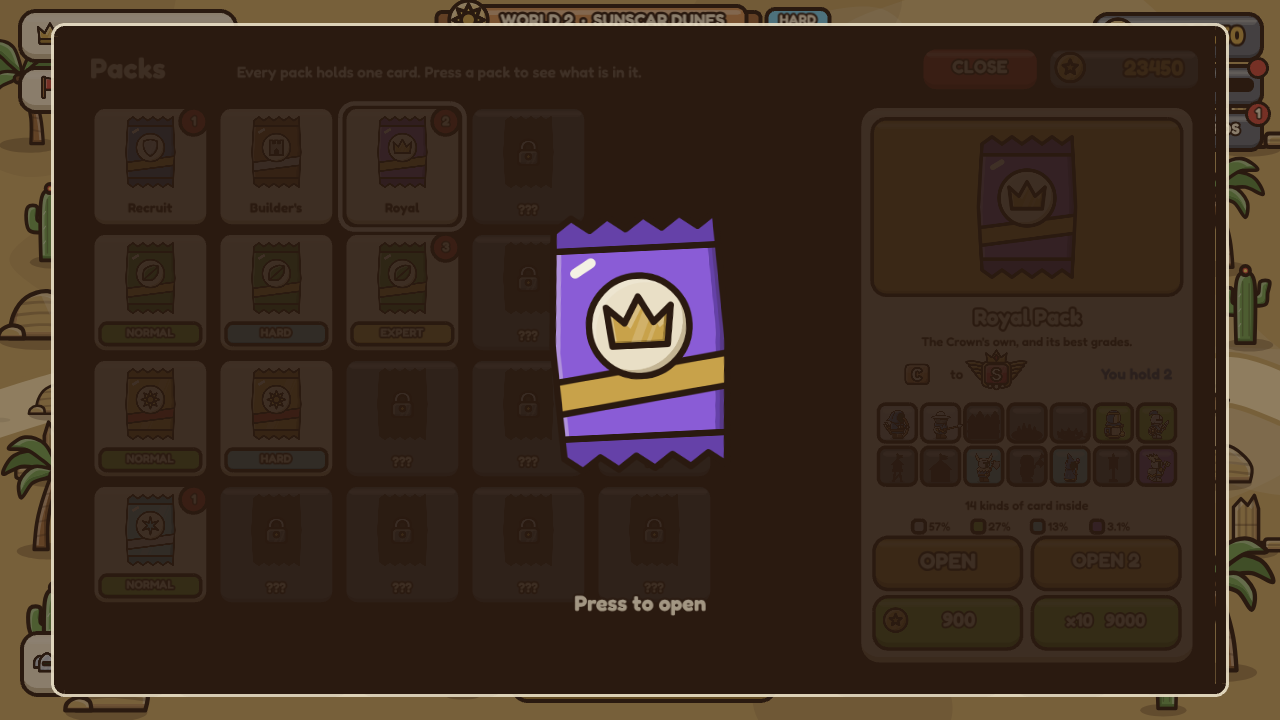 WORLD 2 · SUNSCAR DUNES
HARD
Packs
Every pack holds one card. Press a pack to see what is in it.
CLOSE
23450
1
Recruit
Builder's
2
Royal
???
NORMAL
HARD
3
EXPERT
???
NORMAL
HARD
???
???
1
NORMAL
???
???
???
???
Press to open
Royal Pack
The Crown's own, and its best grades.
C to S
You hold 2
14 kinds of card inside
57% 27% 13% 3.1%
OPEN
OPEN 2
900
x10 9000
1